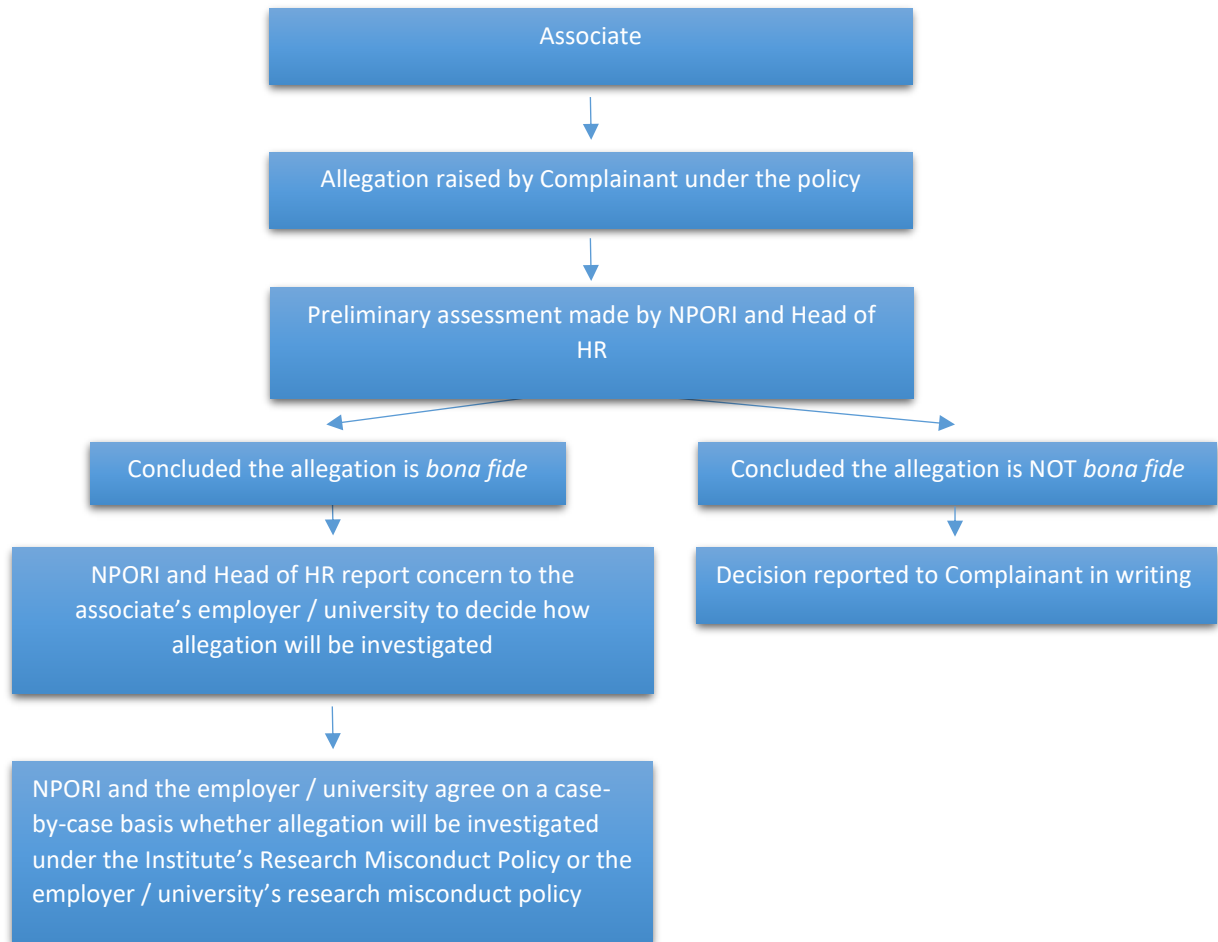 Associate
Allegation raised by Complainant under the policy
Preliminary assessment made by NPORI and Head of
HR
Concluded the allegation is bona fide
Concluded the allegation is NOT bona fide
NPORI and Head of HR report concern to the
associate's employer / university to decide how
allegation will be investigated
Decision reported to Complainant in writing
NPORI and the employer / university agree on a case-
by-case basis whether allegation will be investigated
under the Institute's Research Misconduct Policy or the
employer / university's research misconduct policy